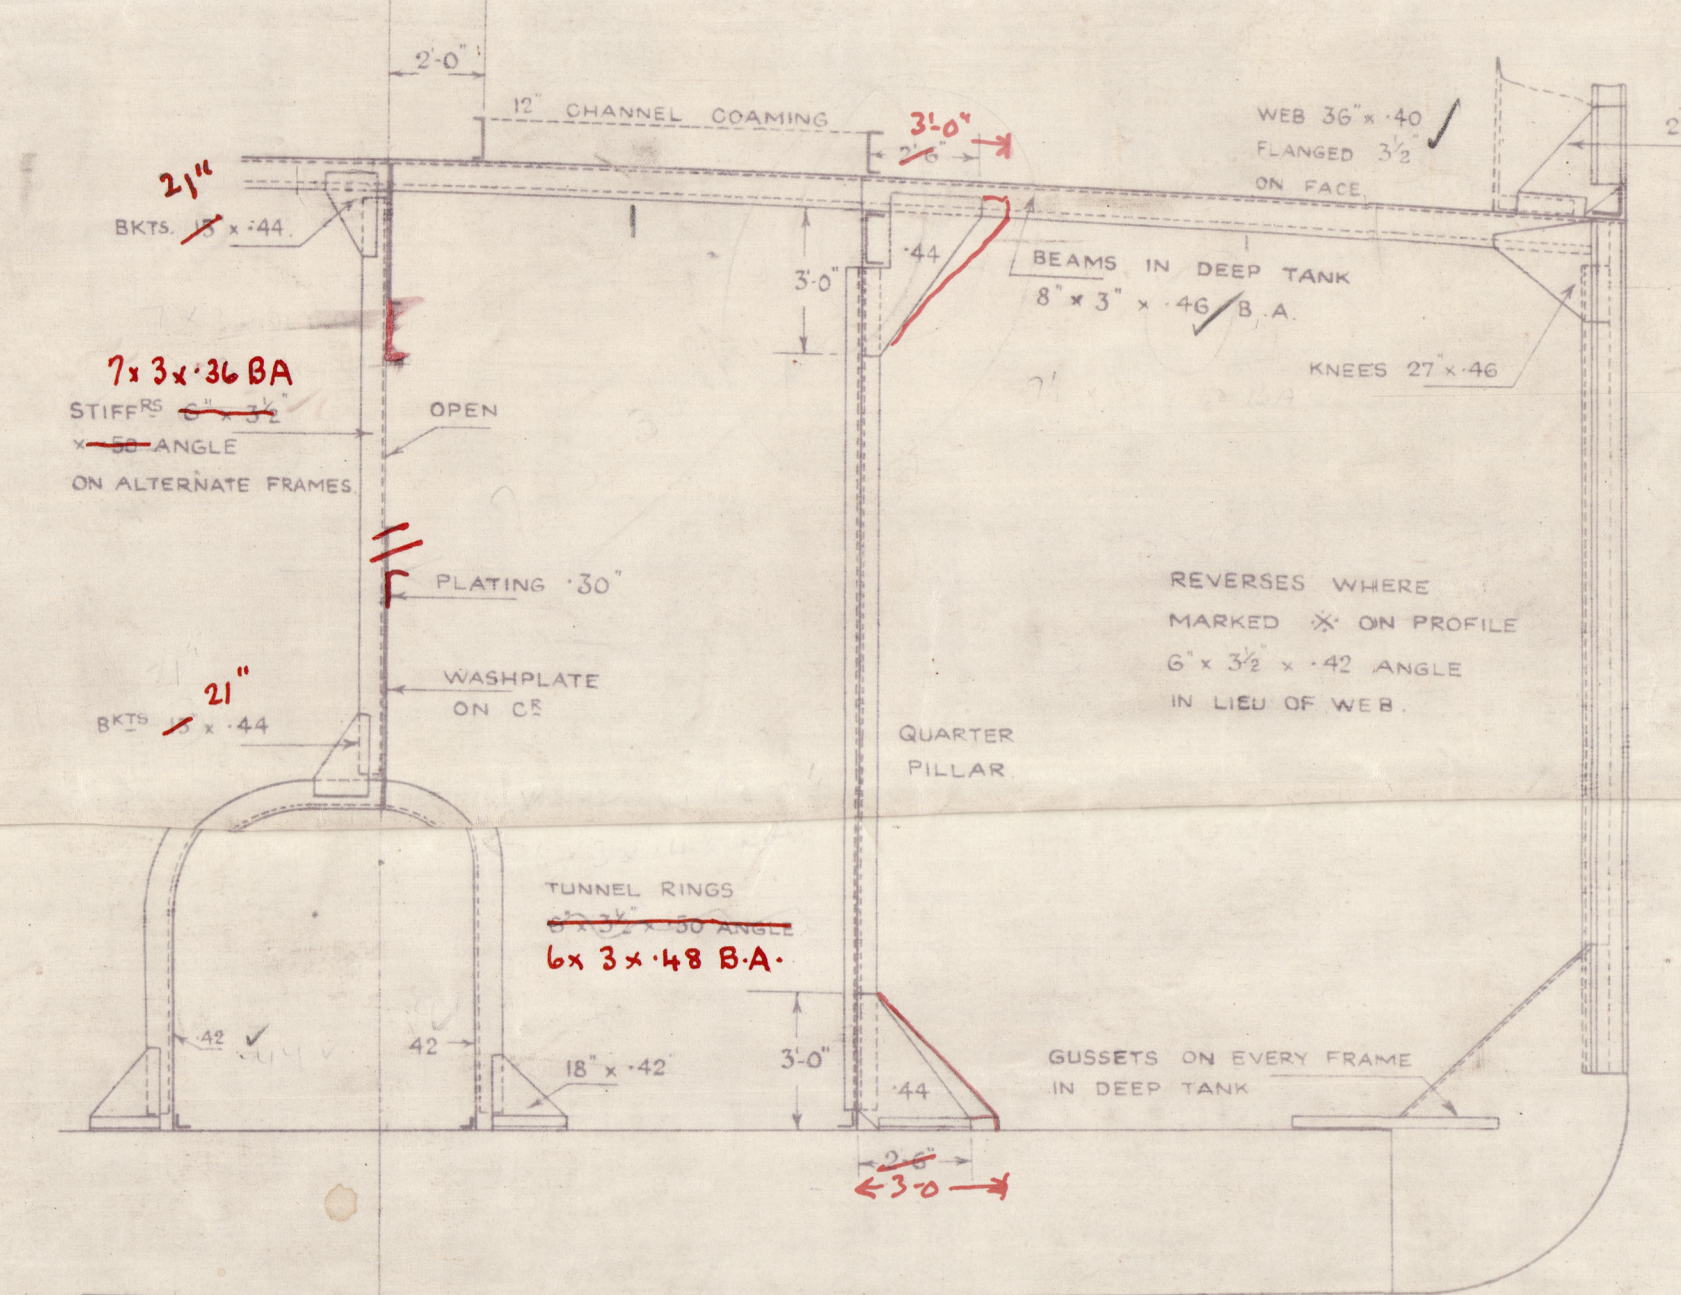 2'-0"
12" CHANNEL COAMING
3'-0"
2'-6"
WEB 36" × ·40
FLANGED 3½"
ON FACE
2
21"
BKTS. 15" × ·44.
·44
3'-0"
BEAMS IN DEEP TANK
8" × 3" × ·46 B.A.
KNEES 27" × ·46
7 x 3 x ·36 BA
STIFFRS 6" × 3½"
× ·50 ANGLE
ON ALTERNATE FRAMES
OPEN
PLATING ·30"
WASHPLATE
ON CR
REVERSES WHERE
MARKED ※ ON PROFILE
6" × 3½" × ·42 ANGLE
IN LIEU OF WEB.
21"
BKTS 15" × ·44
QUARTER
PILLAR
TUNNEL RINGS
6" × 3½" × ·50 ANGLE
6 x 3 x ·48 B.A.
·42
42
18" × ·42
3'-0"
·44
GUSSETS ON EVERY FRAME
IN DEEP TANK
2'-6"
3-0